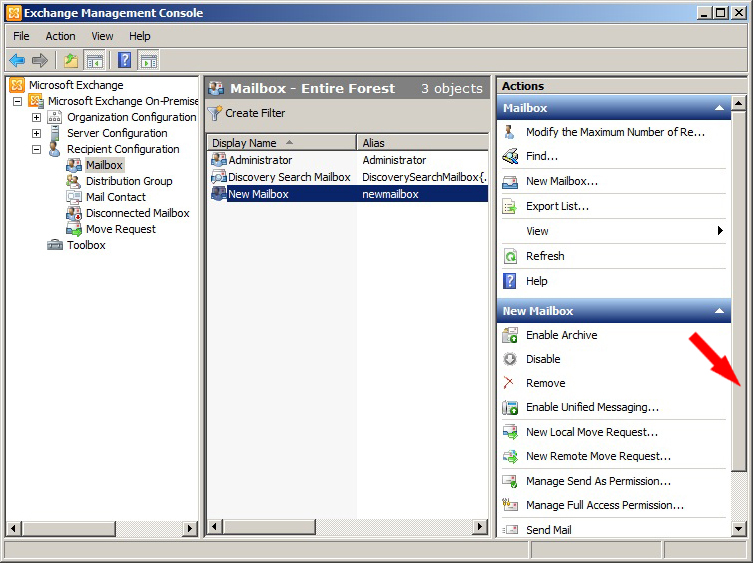 Exchange Management Console
File Action View Help
Microsoft Exchange
Microsoft Exchange On-Premise
Organization Configuration
Server Configuration
Recipient Configuration
Mailbox
Distribution Group
Mail Contact
Disconnected Mailbox
Move Request
Toolbox
Mailbox - Entire Forest 3 objects
Create Filter
Display Name Alias
Administrator Administrator
Discovery Search Mailbox DiscoverySearchMailbox{.
New Mailbox newmailbox
Actions
Mailbox
Modify the Maximum Number of Re...
Find...
New Mailbox...
Export List...
View
Refresh
Help
New Mailbox
Enable Archive
Disable
Remove
Enable Unified Messaging...
New Local Move Request...
New Remote Move Request...
Manage Send As Permission...
Manage Full Access Permission...
Send Mail